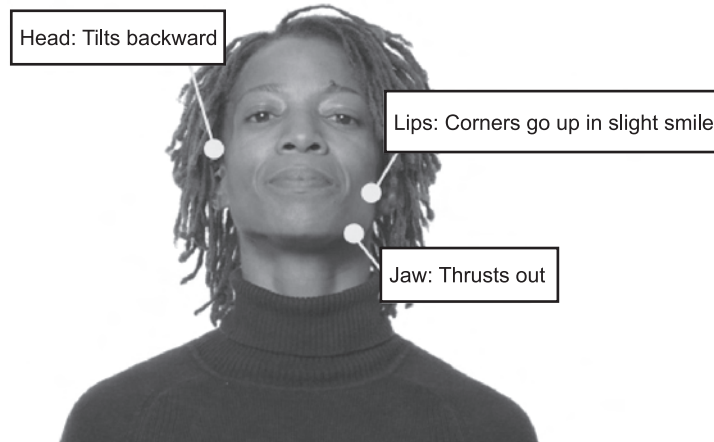 Head: Tilts backward
Lips: Corners go up in slight smile
Jaw: Thrusts out